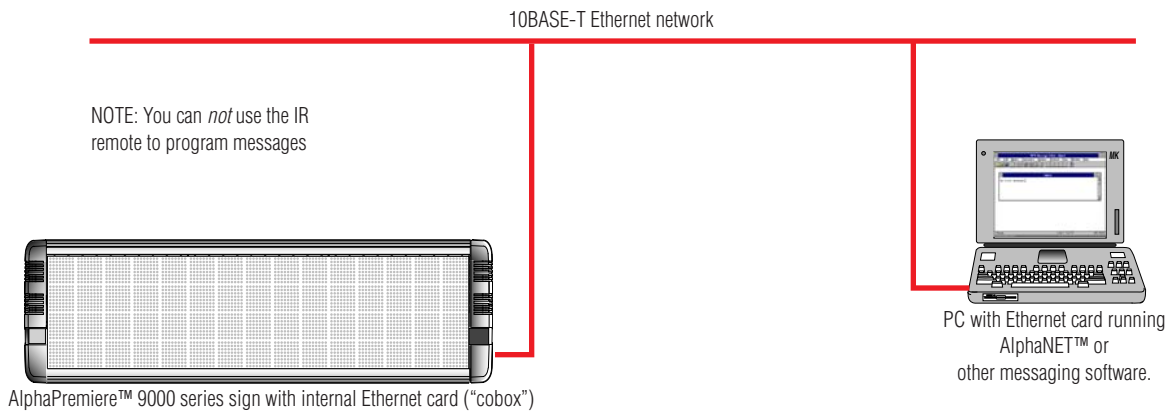 10BASE-T Ethernet network
NOTE: You can not use the IR
remote to program messages
MK
PC with Ethernet card running
AlphaNET™ or
other messaging software.
AlphaPremiere™ 9000 series sign with internal Ethernet card (“cobox”)